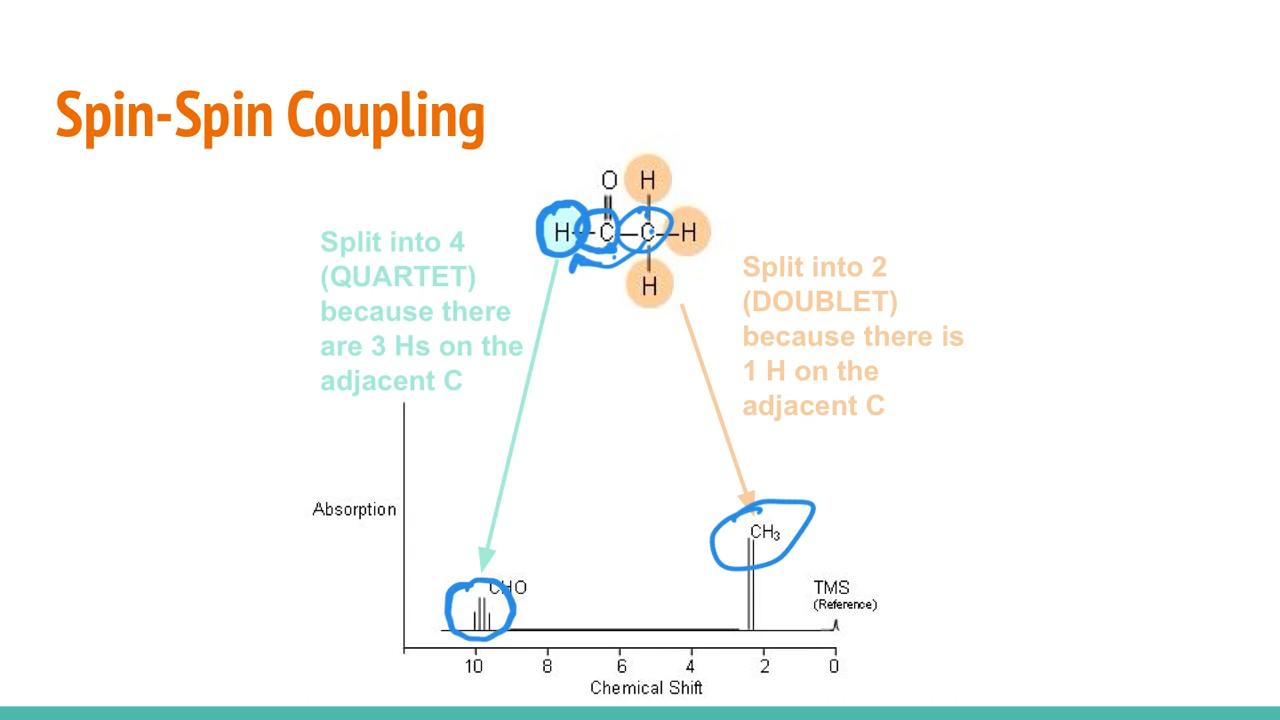 Spin-Spin Coupling
O H
H C C H
H
Split into 4
(QUARTET)
because there
are 3 Hs on the
adjacent C
Split into 2
(DOUBLET)
because there is
1 H on the
adjacent C
Absorption
CH₃
CHO
TMS
(Reference)
10 8 6 4 2 0
Chemical Shift